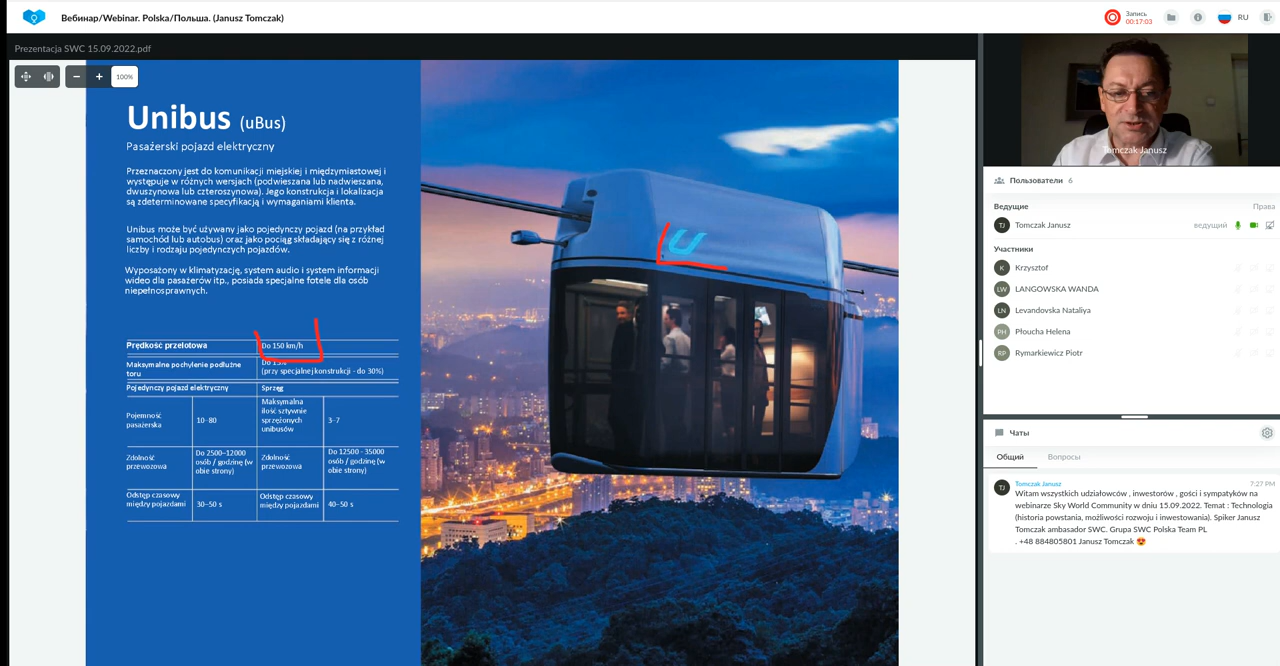 Вебинар/Webinar. Polska/Польша. (Janusz Tomczak)
Запись
00:17:03
RU
Prezentacja SWC 15.09.2022.pdf
100%
Unibus (uBus)
Pasażerski pojazd elektryczny
Przeznaczony jest do komunikacji miejskiej i międzymiastowej i
występuje w różnych wersjach (podwieszana lub nadwieszana,
dwuszynowa lub czteroszynowa). Jego konstrukcja i lokalizacja
są zdeterminowane specyfikacją i wymaganiami klienta.
Unibus może być używany jako pojedynczy pojazd (na przykład
samochód lub autobus) oraz jako pociąg składający się z różnej
liczby i rodzaju pojedynczych pojazdów.
Wyposażony w klimatyzację, system audio i system informacji
wideo dla pasażerów itp., posiada specjalne fotele dla osób
niepełnosprawnych.
Prędkość przelotowa Do 150 km/h
Maksymalne pochylenie podłużne
toru
Do 15%
(przy specjalnej konstrukcji - do 30%)
Pojedynczy pojazd elektryczny Sprzęg
Pojemność
pasażerska
10–80
Maksymalna
ilość sztywnie
sprzężonych
unibusów
3–7
Zdolność
przewozowa
Do 2500–12000
osób / godzinę (w
obie strony)
Zdolność
przewozowa
Do 12500 - 35000
osób / godzinę (w
obie strony)
Odstęp czasowy
między pojazdami
30–50 s
Odstęp czasowy
między pojazdami
40–50 s
U
Tomczak Janusz
Пользователи 6
Ведущие Права
TJ Tomczak Janusz ведущий
Участники
K Krzysztof
LW LANGOWSKA WANDA
LN Levandovska Nataliya
PH Płoucha Helena
RP Rymarkiewicz Piotr
Чаты
Общий Вопросы
TJ Tomczak Janusz 7:27 PM
Witam wszystkich udziałowców , inwestorów , gości i sympatyków na
webinarze Sky World Community w dniu 15.09.2022. Temat : Technologia
(historia powstania, możliwości rozwoju i inwestowania). Spiker Janusz
Tomczak ambasador SWC. Grupa SWC Polska Team PL
. +48 884805801 Janusz Tomczak 😍